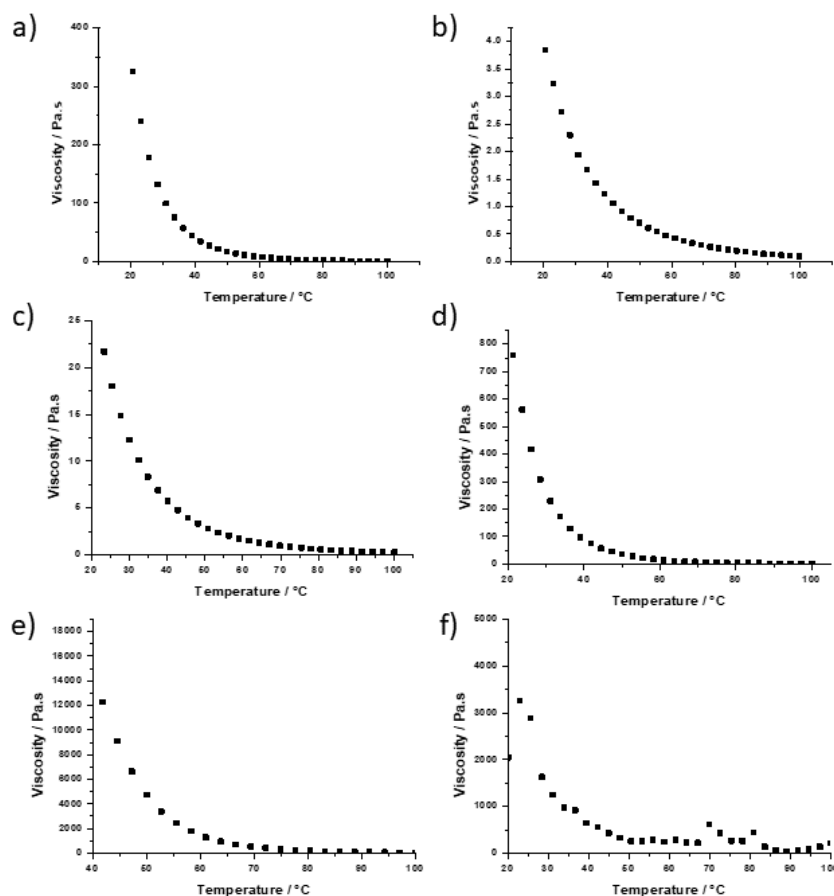 a)
400
300
200
100
0
Viscosity / Pa.s
20 40 60 80 100
Temperature / °C
b)
4.0
3.5
3.0
2.5
2.0
1.5
1.0
0.5
0.0
Viscosity / Pa.s
20 40 60 80 100
Temperature / °C
c)
25
20
15
10
5
0
Viscosity / Pa.s
20 30 40 50 60 70 80 90 100
Temperature / °C
d)
800
700
600
500
400
300
200
100
0
Viscosity / Pa.s
20 40 60 80 100
Temperature / °C
e)
18000
16000
14000
12000
10000
8000
6000
4000
2000
0
Viscosity / Pa.s
40 50 60 70 80 90 100
Temperature / °C
f)
5000
4000
3000
2000
1000
0
Viscosity / Pa.s
20 30 40 50 60 70 80 90 100
Temperature / °C